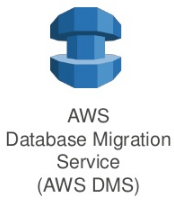 AWS
Database Migration
Service
(AWS DMS)